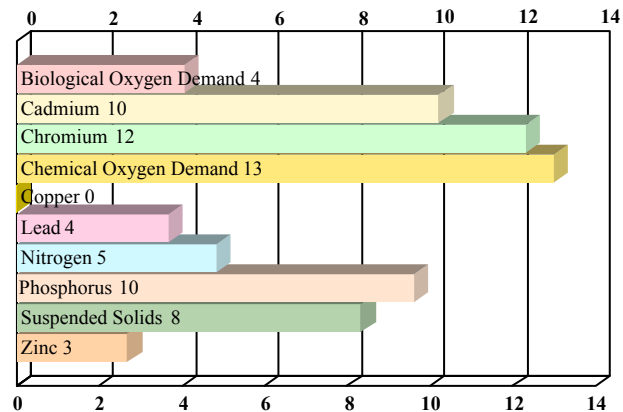 0 2 4 6 8 10 12 14
Biological Oxygen Demand 4
Cadmium 10
Chromium 12
Chemical Oxygen Demand 13
Copper 0
Lead 4
Nitrogen 5
Phosphorus 10
Suspended Solids 8
Zinc 3
0 2 4 6 8 10 12 14